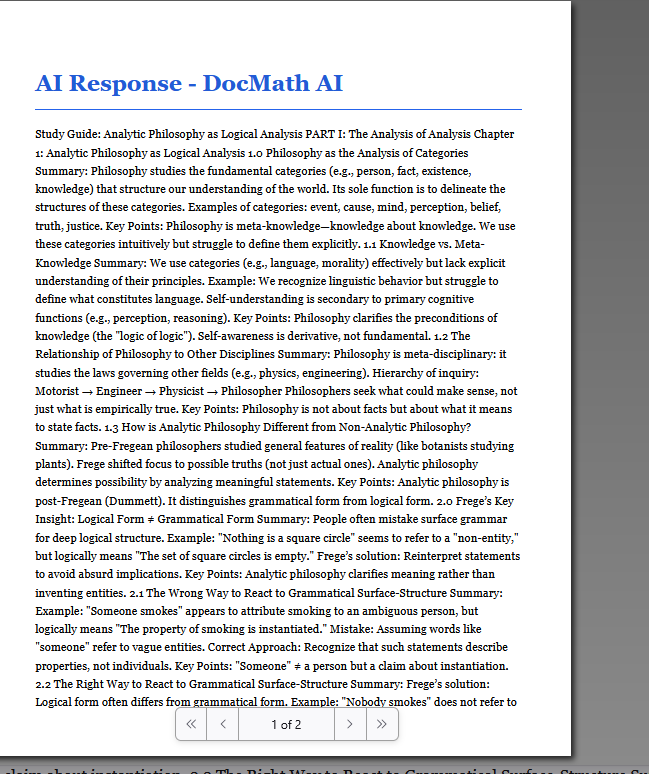 AI Response - DocMath AI
Study Guide: Analytic Philosophy as Logical Analysis PART I: The Analysis of Analysis Chapter
1: Analytic Philosophy as Logical Analysis 1.0 Philosophy as the Analysis of Categories
Summary: Philosophy studies the fundamental categories (e.g., person, fact, existence,
knowledge) that structure our understanding of the world. Its sole function is to delineate the
structures of these categories. Examples of categories: event, cause, mind, perception, belief,
truth, justice. Key Points: Philosophy is meta-knowledge—knowledge about knowledge. We use
these categories intuitively but struggle to define them explicitly. 1.1 Knowledge vs. Meta-
Knowledge Summary: We use categories (e.g., language, morality) effectively but lack explicit
understanding of their principles. Example: We recognize linguistic behavior but struggle to
define what constitutes language. Self-understanding is secondary to primary cognitive
functions (e.g., perception, reasoning). Key Points: Philosophy clarifies the preconditions of
knowledge (the "logic of logic"). Self-awareness is derivative, not fundamental. 1.2 The
Relationship of Philosophy to Other Disciplines Summary: Philosophy is meta-disciplinary: it
studies the laws governing other fields (e.g., physics, engineering). Hierarchy of inquiry:
Motorist → Engineer → Physicist → Philosopher Philosophers seek what could make sense, not
just what is empirically true. Key Points: Philosophy is not about facts but about what it means
to state facts. 1.3 How is Analytic Philosophy Different from Non-Analytic Philosophy?
Summary: Pre-Fregean philosophers studied general features of reality (like botanists studying
plants). Frege shifted focus to possible truths (not just actual ones). Analytic philosophy
determines possibility by analyzing meaningful statements. Key Points: Analytic philosophy is
post-Fregean (Dummett). It distinguishes grammatical form from logical form. 2.0 Frege's Key
Insight: Logical Form ≠ Grammatical Form Summary: People often mistake surface grammar
for deep logical structure. Example: "Nothing is a square circle" seems to refer to a "non-entity,"
but logically means "The set of square circles is empty." Frege's solution: Reinterpret statements
to avoid absurd implications. Key Points: Analytic philosophy clarifies meaning rather than
inventing entities. 2.1 The Wrong Way to React to Grammatical Surface-Structure Summary:
Example: "Someone smokes" appears to attribute smoking to an ambiguous person, but
logically means "The property of smoking is instantiated." Mistake: Assuming words like
"someone" refer to vague entities. Correct Approach: Recognize that such statements describe
properties, not individuals. Key Points: "Someone" ≠ a person but a claim about instantiation.
2.2 The Right Way to React to Grammatical Surface-Structure Summary: Frege's solution:
Logical form often differs from grammatical form. Example: "Nobody smokes" does not refer to
1 of 2
claim about instantiation. 2.2 The Right Way to React to Grammatical Surface-Structure Su